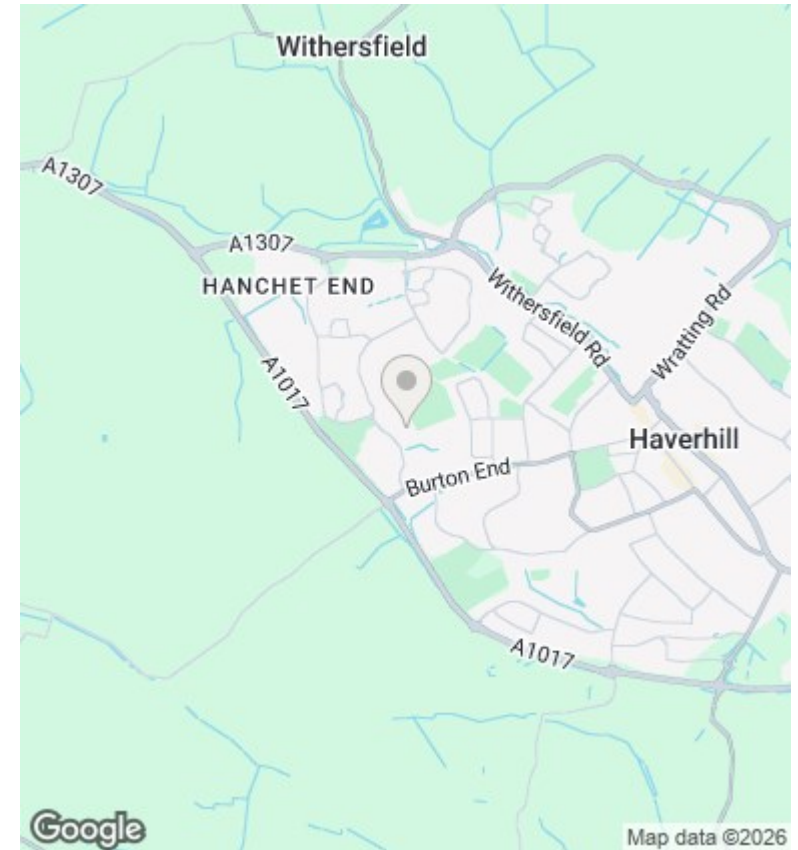 Withersfield
A1307
A1307
HANCHET END
Withersfield Rd
Wratting Rd
A1017
Haverhill
Burton End
A1017
Google
Map data ©2026